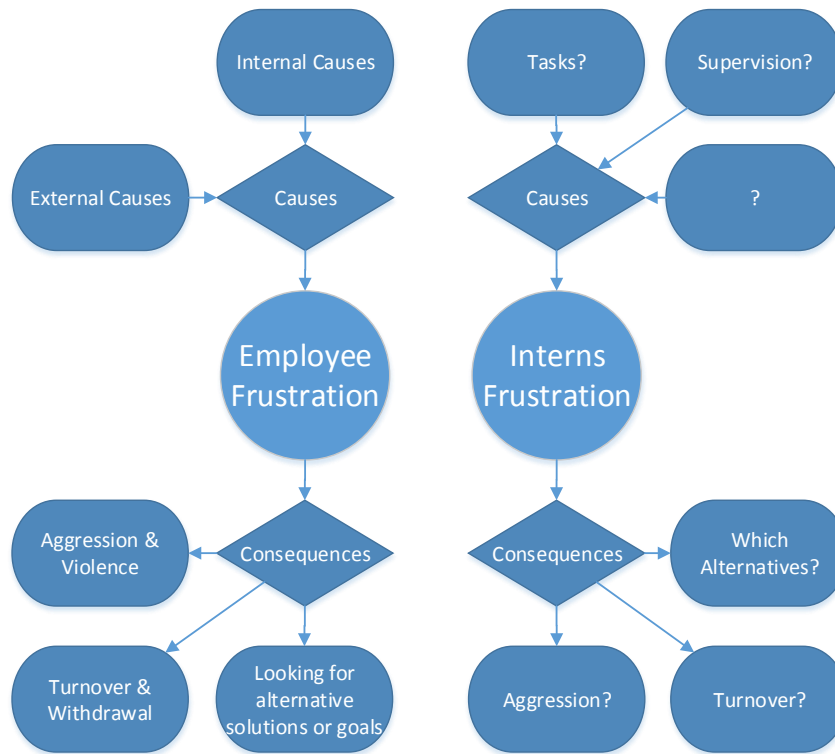 Internal Causes
Tasks?
Supervision?
External Causes
Causes
Causes
?
Employee
Frustration
Interns
Frustration
Aggression &
Violence
Consequences
Consequences
Which
Alternatives?
Turnover &
Withdrawal
Looking for
alternative
solutions or goals
Aggression?
Turnover?